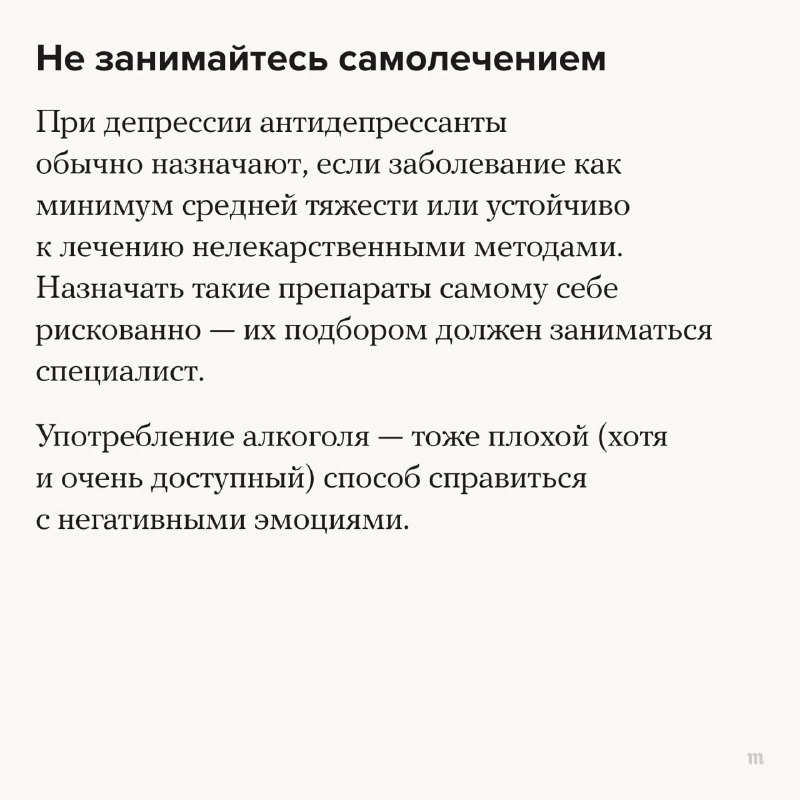 Не занимайтесь самолечением
При депрессии антидепрессанты
обычно назначают, если заболевание как
минимум средней тяжести или устойчиво
к лечению нелекарственными методами.
Назначать такие препараты самому себе
рискованно — их подбором должен заниматься
специалист.
Употребление алкоголя — тоже плохой (хотя
и очень доступный) способ справиться
с негативными эмоциями.
m